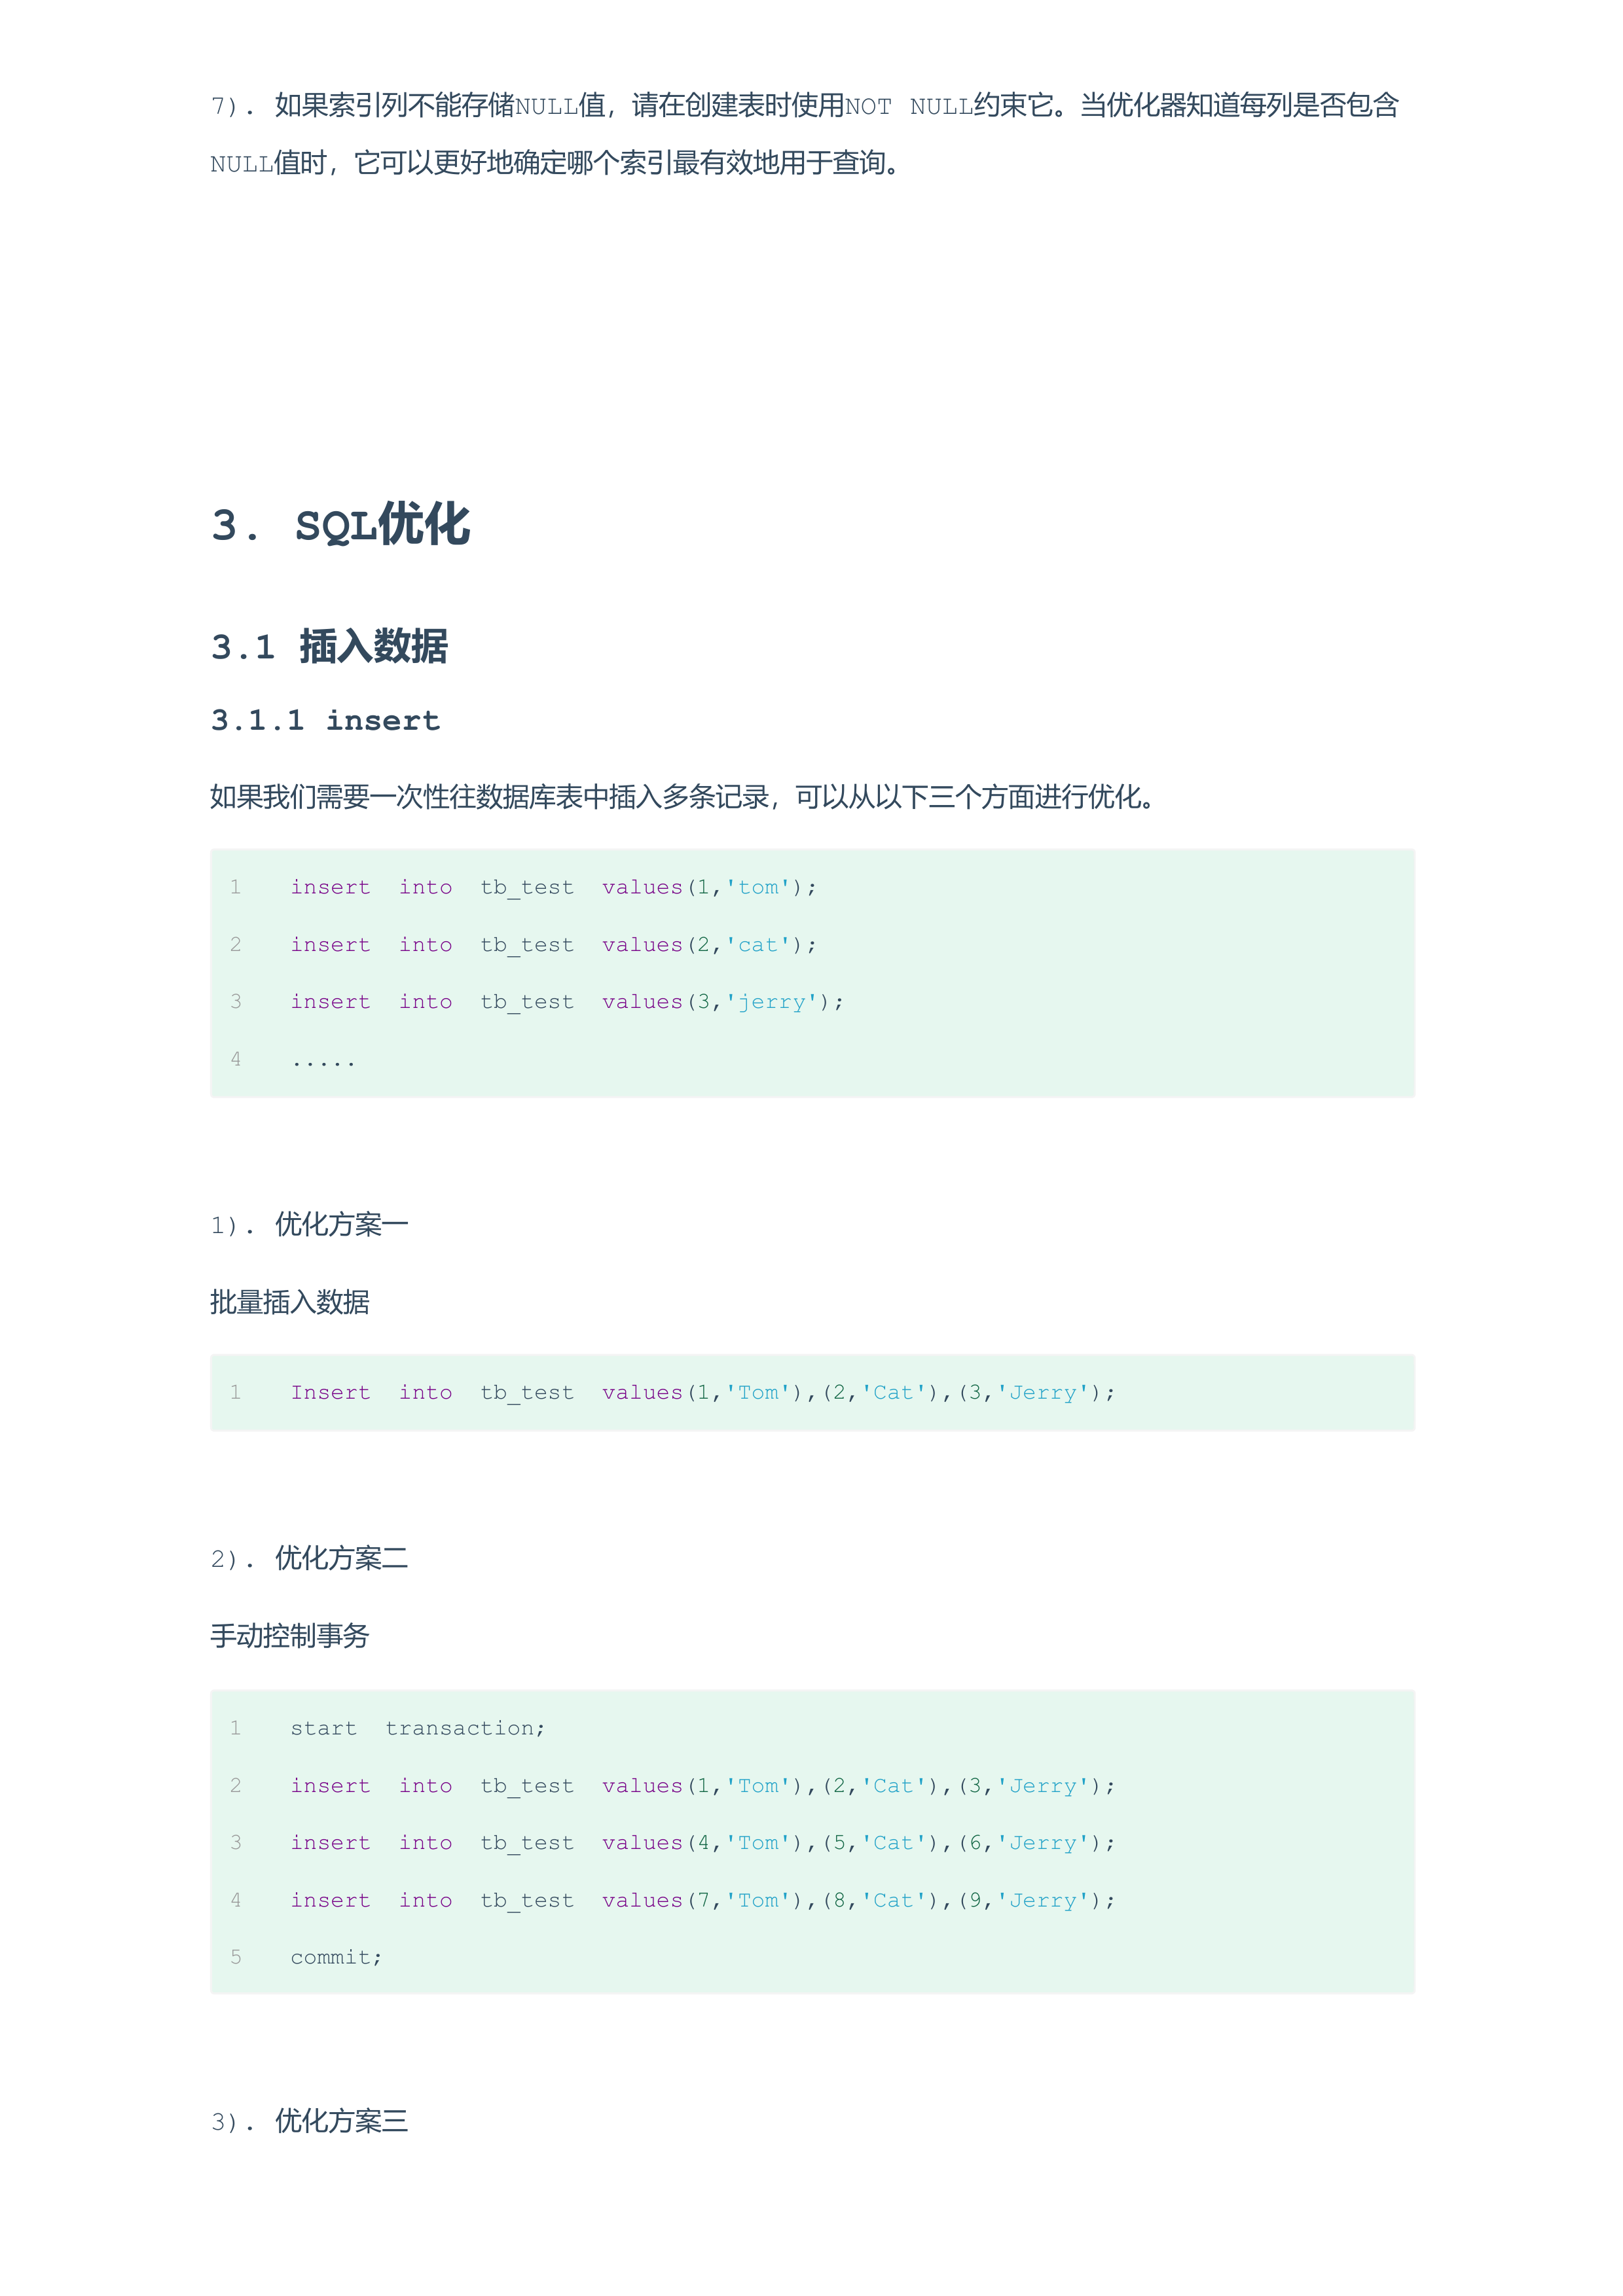 7). 如果索引列不能存储NULL值，请在创建表时使用NOT NULL约束它。当优化器知道每列是否包含
NULL值时，它可以更好地确定哪个索引最有效地用于查询。
3. SQL优化
3.1 插入数据
3.1.1 insert
如果我们需要一次性往数据库表中插入多条记录，可以从以下三个方面进行优化。
1 insert into tb_test values(1,'tom');
2 insert into tb_test values(2,'cat');
3 insert into tb_test values(3,'jerry');
4 .....
1). 优化方案一
批量插入数据
1 Insert into tb_test values(1,'Tom'),(2,'Cat'),(3,'Jerry');
2). 优化方案二
手动控制事务
1 start transaction;
2 insert into tb_test values(1,'Tom'),(2,'Cat'),(3,'Jerry');
3 insert into tb_test values(4,'Tom'),(5,'Cat'),(6,'Jerry');
4 insert into tb_test values(7,'Tom'),(8,'Cat'),(9,'Jerry');
5 commit;
3). 优化方案三